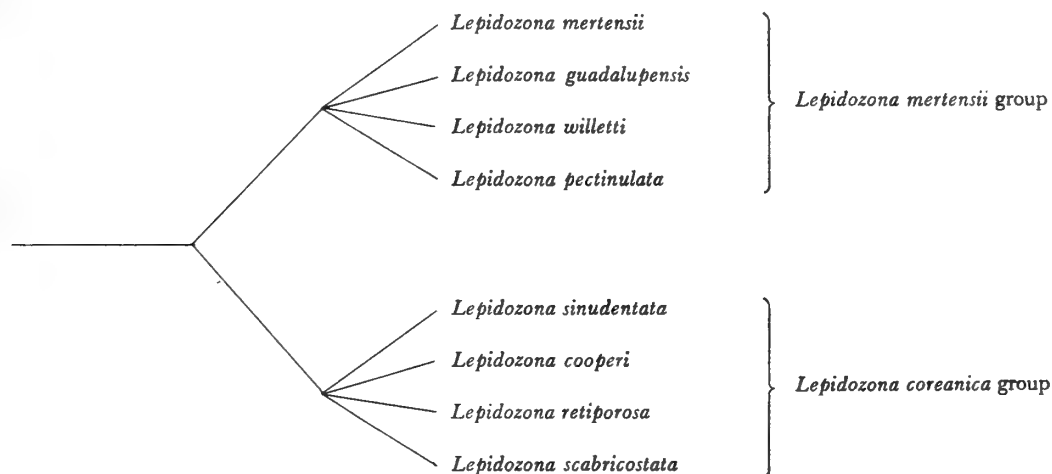 Lepidozona mertensii
Lepidozona guadalupensis
Lepidozona willetti
Lepidozona pectinulata
Lepidozona mertensii group
Lepidozona sinudentata
Lepidozona cooperi
Lepidozona retiporosa
Lepidozona scabricostata
Lepidozona coreanica group